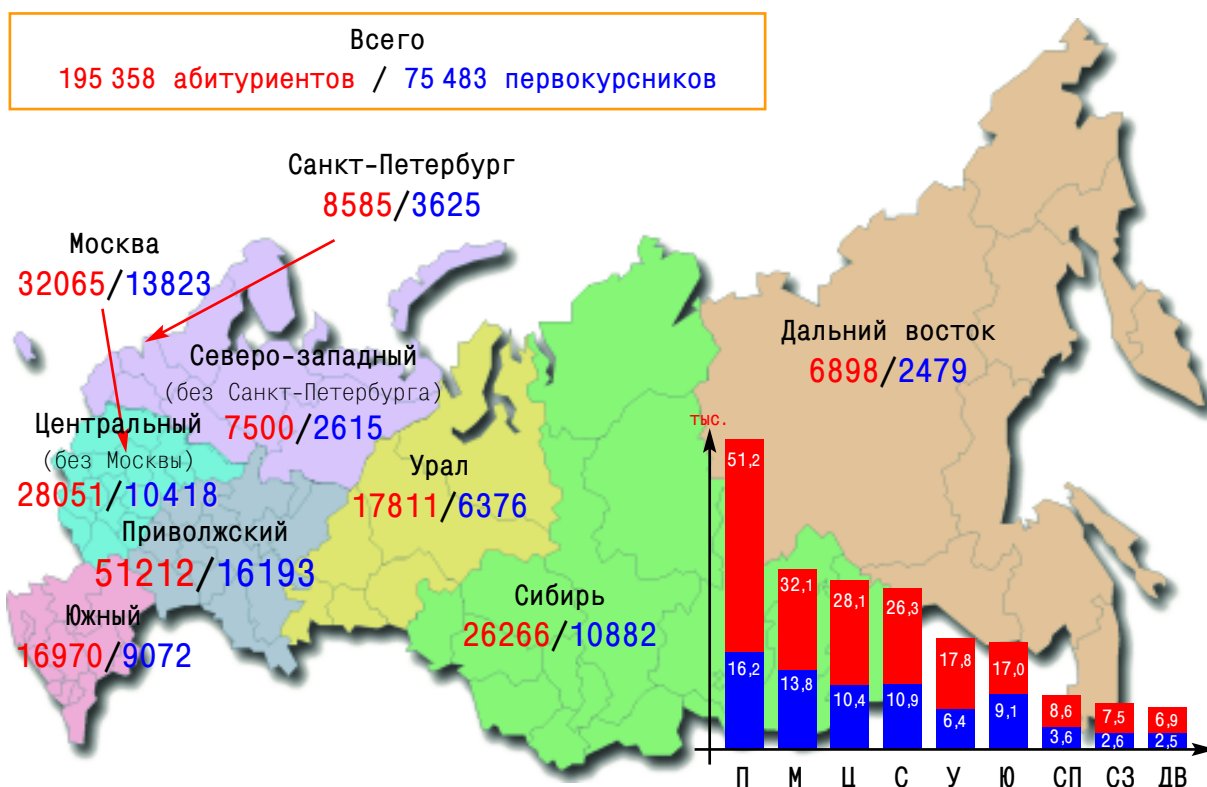 Всего
195 358 абитуриентов / 75 483 первокурсников
Санкт-Петербург
8585/3625
Москва
32065/13823
Северо-западный
(без Санкт-Петербурга)
7500/2615
Дальний восток
6898/2479
Центральный
(без Москвы)
28051/10418
Урал
17811/6376
Приволжский
51212/16193
Сибирь
26266/10882
Южный
16970/9072
тыс.
51,2
32,1
28,1
26,3
17,8
17,0
8,6
7,5
6,9
16,2
13,8
10,4
10,9
6,4
9,1
3,6
2,6
2,5
П М Ц С У Ю СП СЗ ДВ